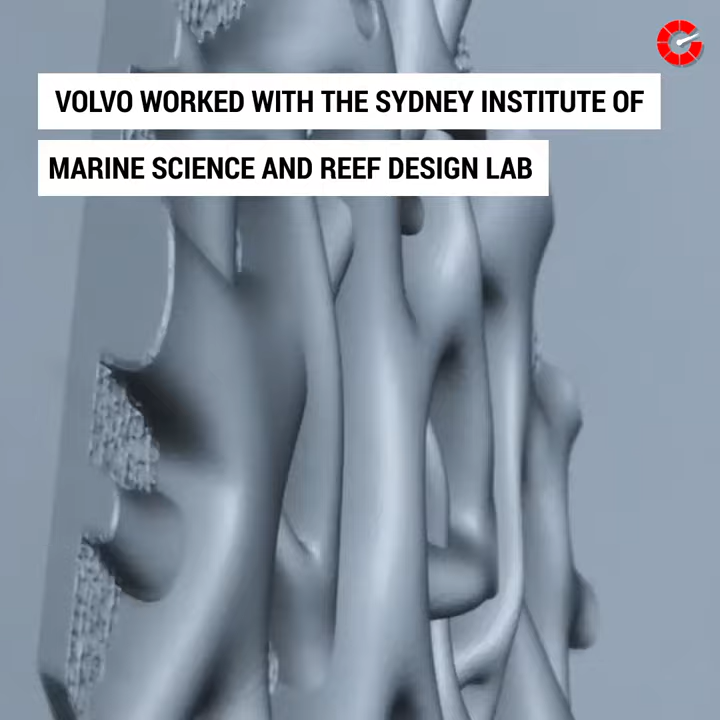 VOLVO WORKED WITH THE SYDNEY INSTITUTE OF
MARINE SCIENCE AND REEF DESIGN LAB